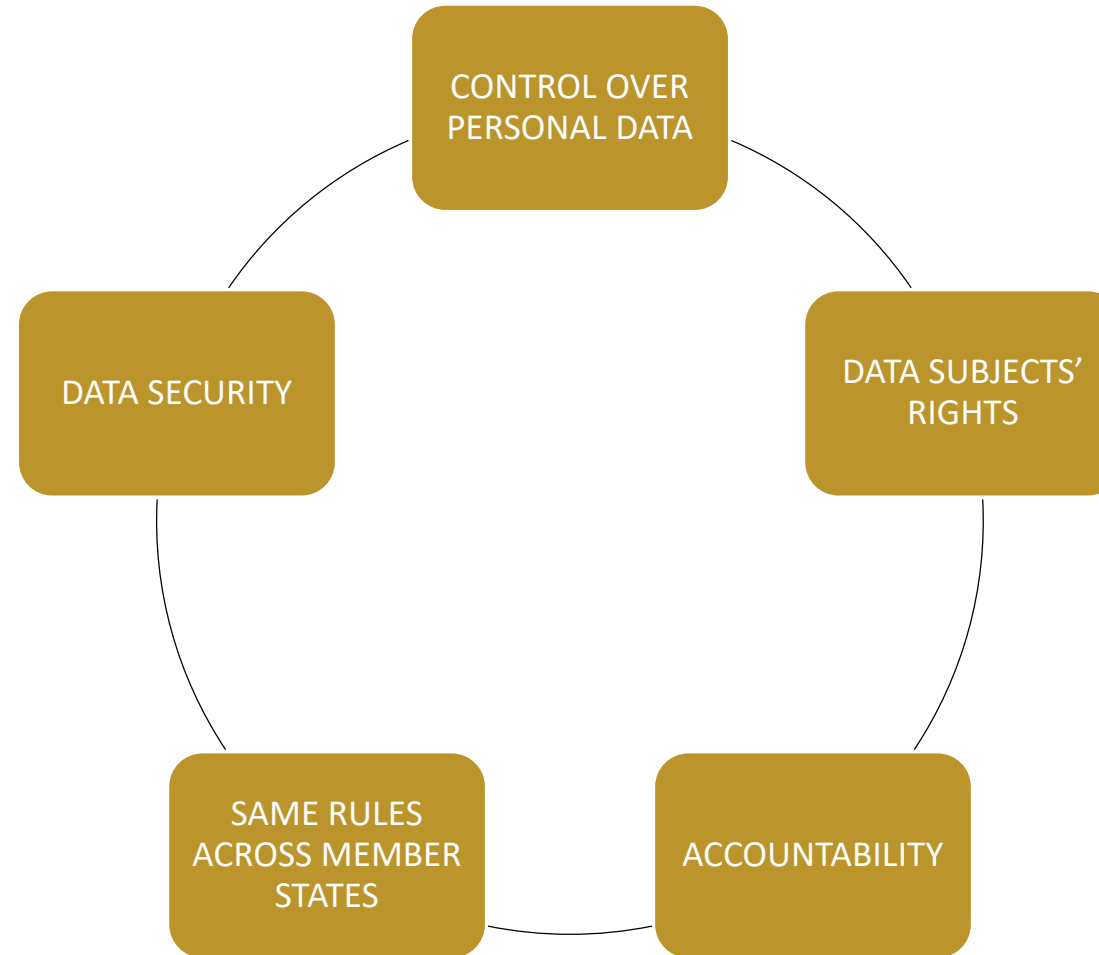 CONTROL OVER
PERSONAL DATA
DATA SUBJECTS’
RIGHTS
ACCOUNTABILITY
SAME RULES
ACROSS MEMBER
STATES
DATA SECURITY